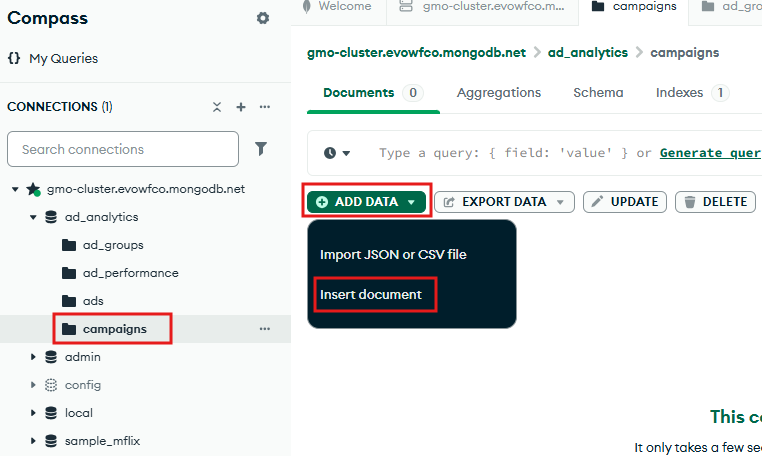 Compass
My Queries
CONNECTIONS (1)
Search connections
gmo-cluster.evowfco.mongodb.net
ad_analytics
ad_groups
ad_performance
ads
campaigns
admin
config
local
sample_mflix
Welcome
gmo-cluster.evowfco.m...
campaigns
ad_gro
gmo-cluster.evowfco.mongodb.net > ad_analytics > campaigns
Documents 0 Aggregations Schema Indexes 1
Type a query: { field: 'value' } or Generate quer
ADD DATA EXPORT DATA UPDATE DELETE
Import JSON or CSV file
Insert document
This c
It only takes a few se